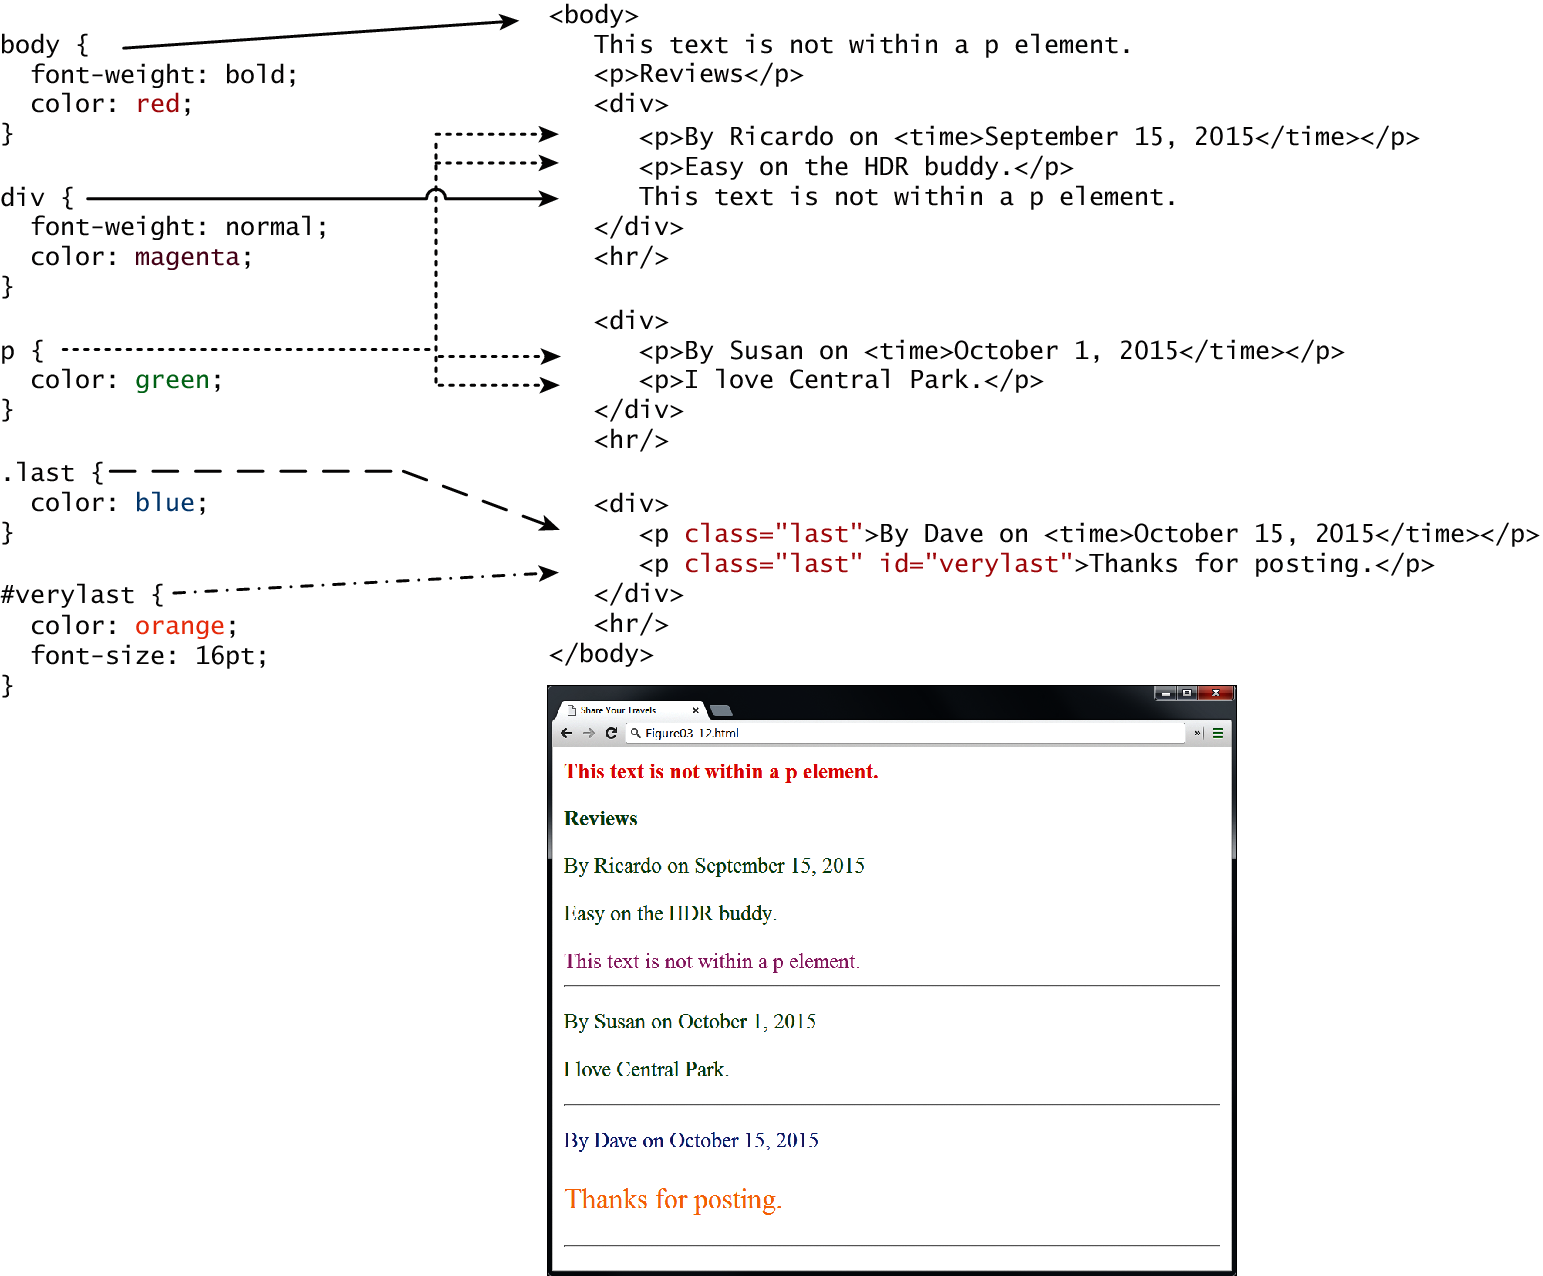 body {
  font-weight: bold;
  color: red;
}
div {
  font-weight: normal;
  color: magenta;
}
p {
  color: green;
}
.last {
  color: blue;
}
#verylast {
  color: orange;
  font-size: 16pt;
}
<body>
   This text is not within a p element.
   <p>Reviews</p>
   <div>
      <p>By Ricardo on <time>September 15, 2015</time></p>
      <p>Easy on the HDR buddy.</p>
      This text is not within a p element.
   </div>
   <hr/>
   <div>
      <p>By Susan on <time>October 1, 2015</time></p>
      <p>I love Central Park.</p>
   </div>
   <hr/>
   <div>
      <p class="last">By Dave on <time>October 15, 2015</time></p>
      <p class="last" id="verylast">Thanks for posting.</p>
   </div>
   <hr/>
</body>
Share Your Travels
Figure03-12.html
This text is not within a p element.
Reviews
By Ricardo on September 15, 2015
Easy on the HDR buddy.
This text is not within a p element.
By Susan on October 1, 2015
I love Central Park.
By Dave on October 15, 2015
Thanks for posting.